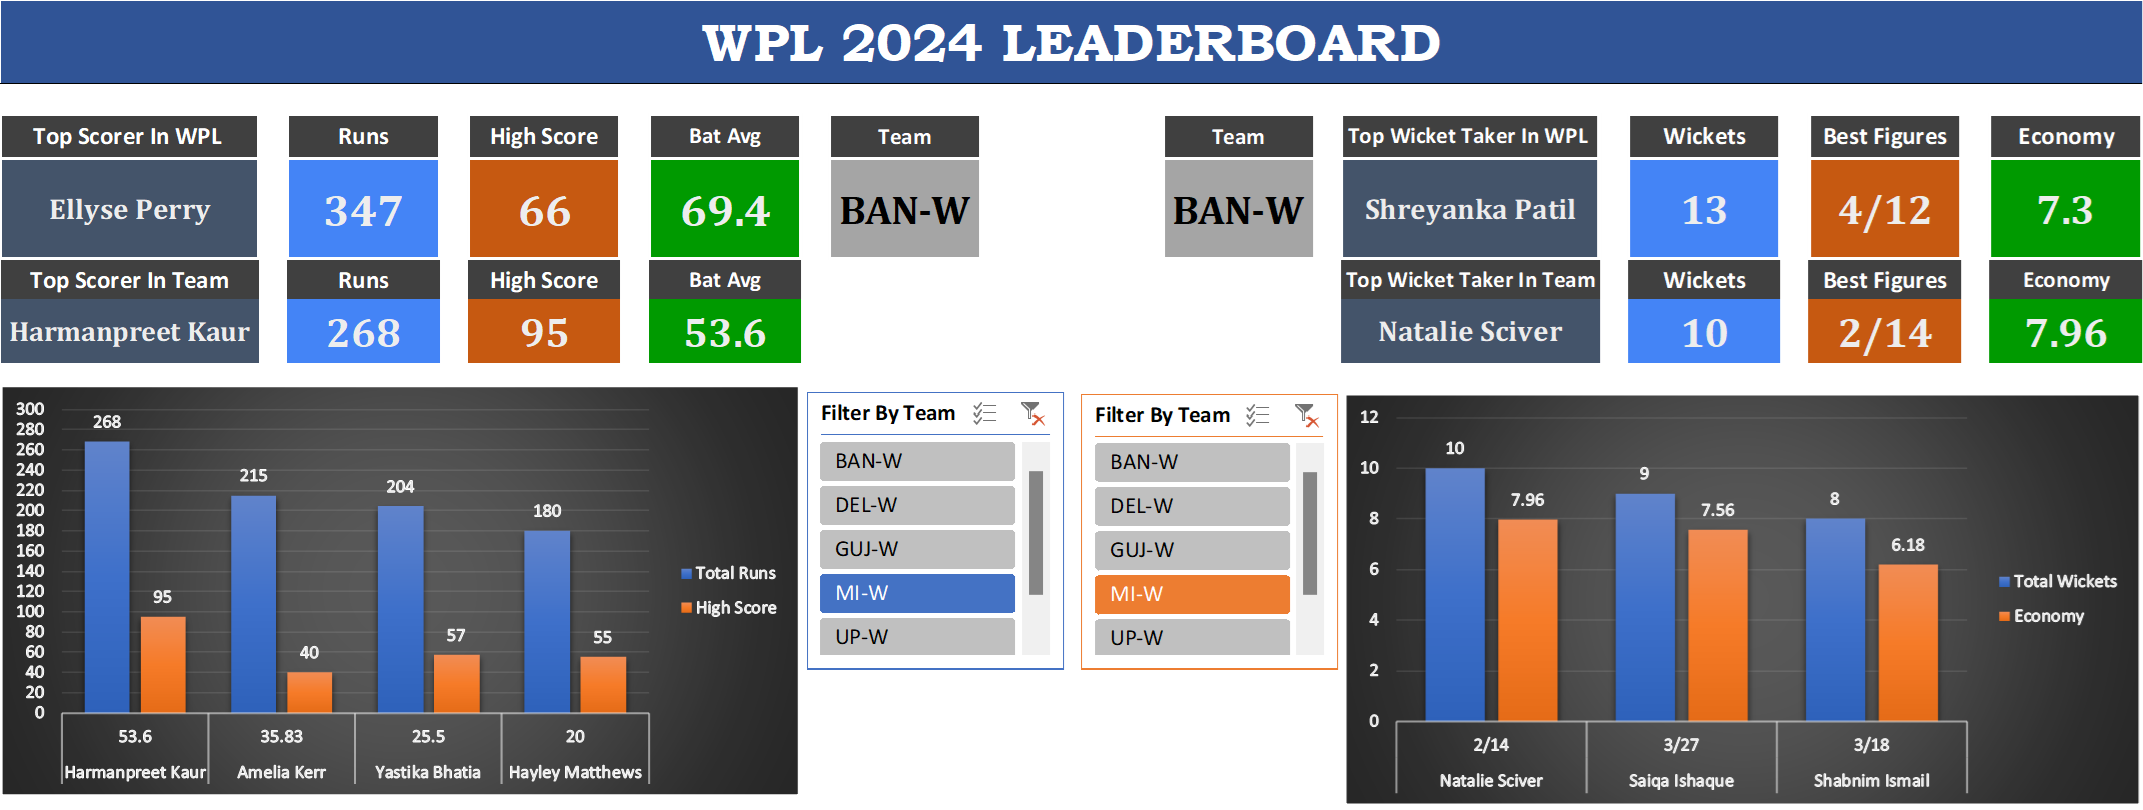 WPL 2024 LEADERBOARD
Top Scorer In WPL Runs High Score Bat Avg Team
Ellyse Perry 347 66 69.4 BAN-W
Top Scorer In Team Runs High Score Bat Avg
Harmanpreet Kaur 268 95 53.6
Team Top Wicket Taker In WPL Wickets Best Figures Economy
BAN-W Shreyanka Patil 13 4/12 7.3
Top Wicket Taker In Team Wickets Best Figures Economy
Natalie Sciver 10 2/14 7.96
300
280
260
240
220
200
180
160
140
120
100
80
60
40
20
0
268
95
215
40
204
57
180
55
53.6 35.83 25.5 20
Harmanpreet Kaur Amelia Kerr Yastika Bhatia Hayley Matthews
Total Runs
High Score
Filter By Team
BAN-W
DEL-W
GUJ-W
MI-W
UP-W
Filter By Team
BAN-W
DEL-W
GUJ-W
MI-W
UP-W
12
10
8
6
4
2
0
10
7.96
9
7.56
8
6.18
2/14 3/27 3/18
Natalie Sciver Saiqa Ishaque Shabnim Ismail
Total Wickets
Economy